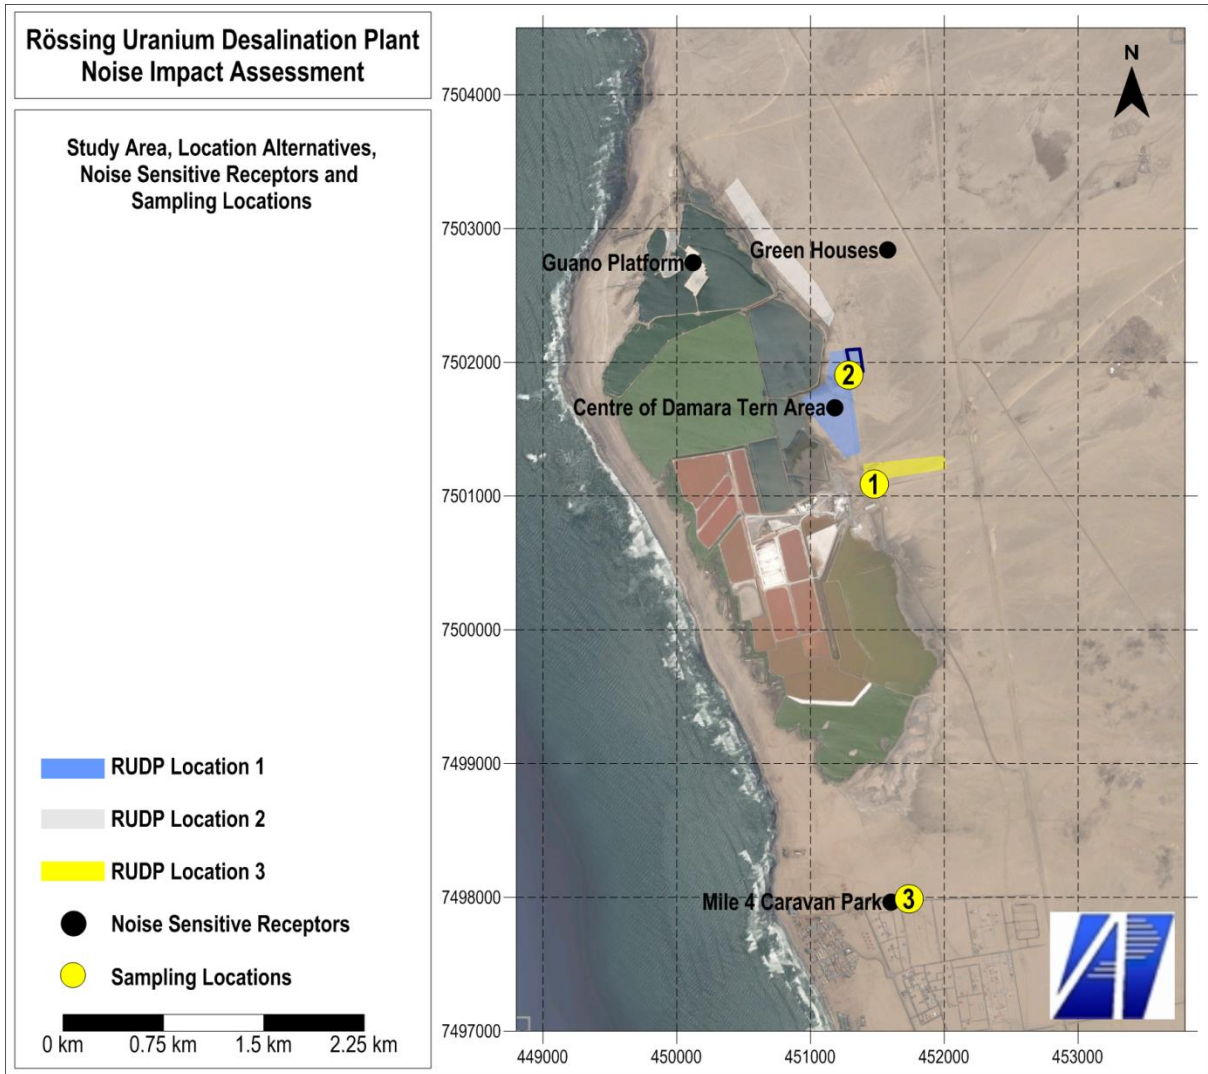 Rössing Uranium Desalination Plant
Noise Impact Assessment
Study Area, Location Alternatives,
Noise Sensitive Receptors and
Sampling Locations
RUDP Location 1
RUDP Location 2
RUDP Location 3
Noise Sensitive Receptors
Sampling Locations
0 km 0.75 km 1.5 km 2.25 km
N
7504000
7503000
Green Houses
Guano Platform
7502000
2
Centre of Damara Tern Area
1
7501000
7500000
7499000
7498000
Mile 4 Caravan Park
3
7497000
449000 450000 451000 452000 453000
AP